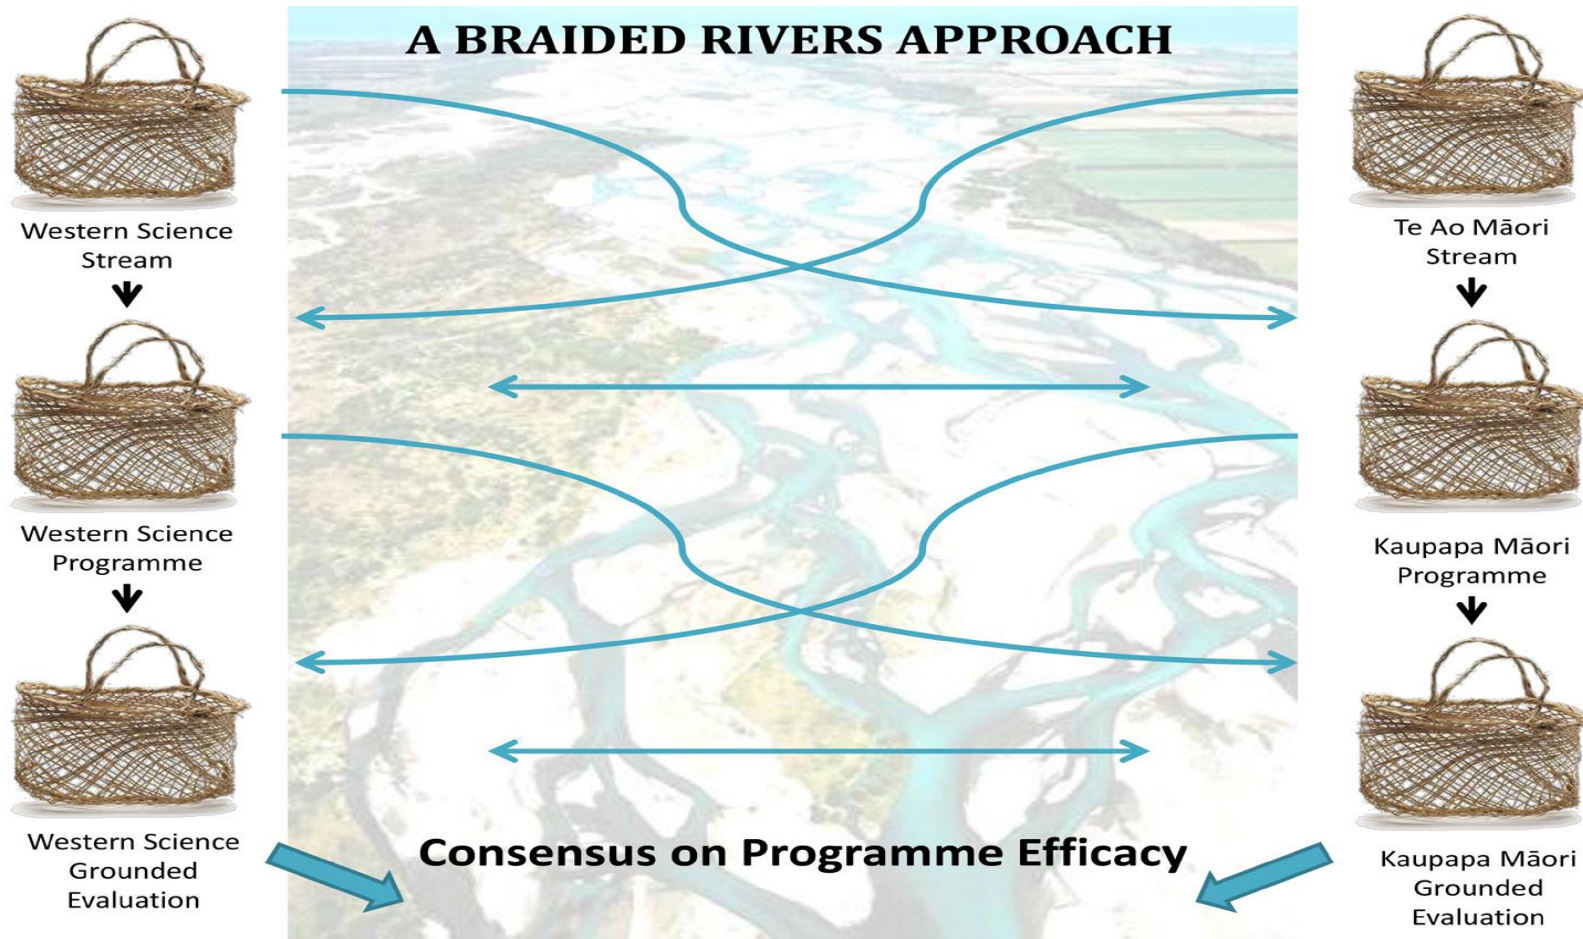 A BRAIDED RIVERS APPROACH
Western Science
Stream
Te Ao Māori
Stream
Western Science
Programme
Kaupapa Māori
Programme
Western Science
Grounded
Evaluation
Consensus on Programme Efficacy
Kaupapa Māori
Grounded
Evaluation